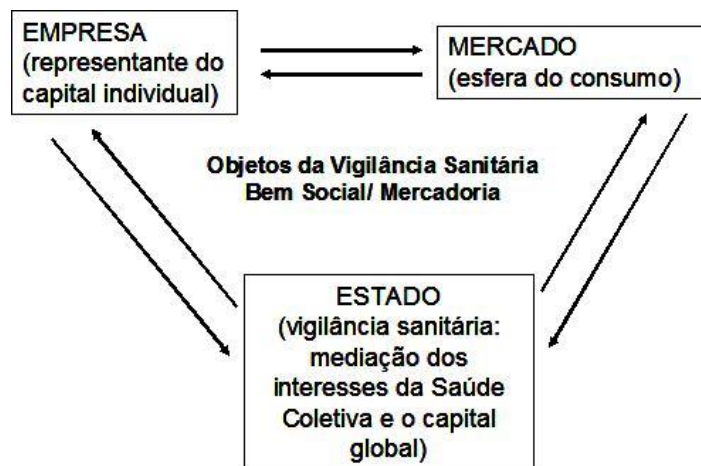 EMPRESA
(representante do
capital individual)
MERCADO
(esfera do consumo)
Objetos da Vigilância Sanitária
Bem Social/ Mercadoria
ESTADO
(vigilância sanitária:
mediação dos
interesses da Saúde
Coletiva e o capital
global)